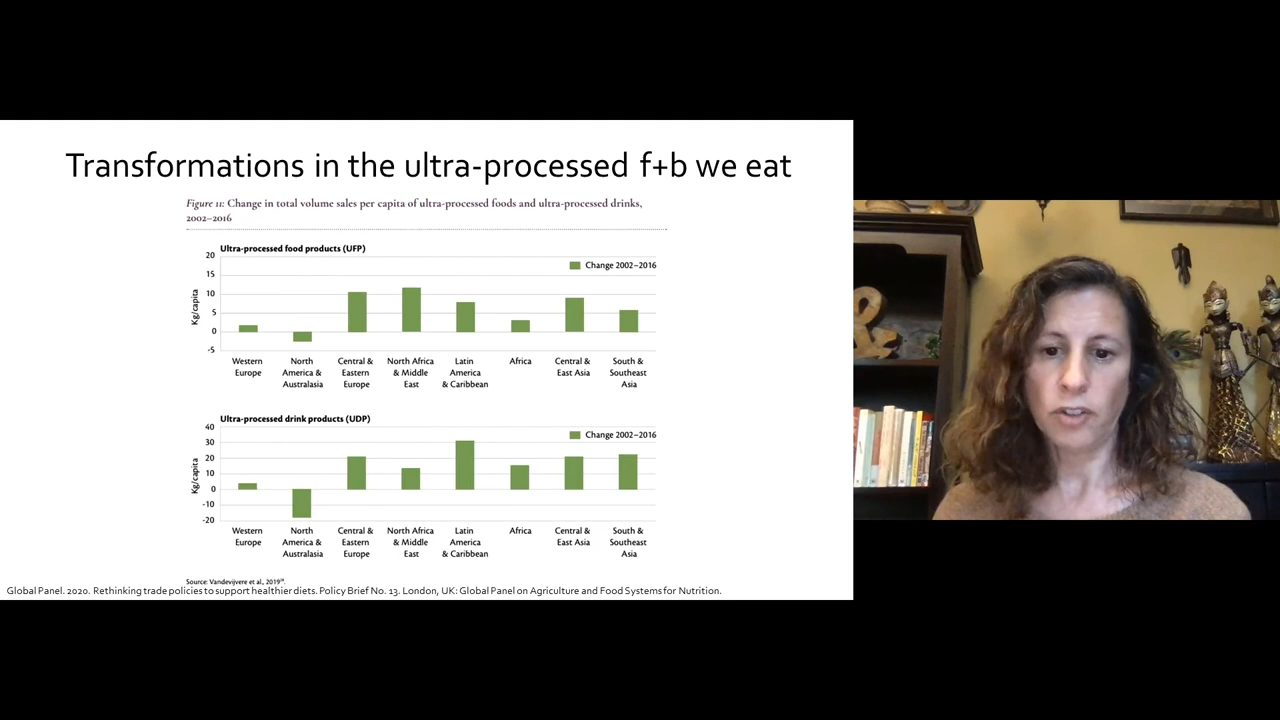 Transformations in the ultra-processed f+b we eat
Figure 11: Change in total volume sales per capita of ultra-processed foods and ultra-processed drinks,
2002–2016
Ultra-processed food products (UFP)
Change 2002–2016
Kg/capita
20
15
10
5
0
-5
Western
Europe
North
America &
Australasia
Central &
Eastern
Europe
North Africa
& Middle
East
Latin
America
& Caribbean
Africa
Central &
East Asia
South &
Southeast
Asia
Ultra-processed drink products (UDP)
Change 2002–2016
Kg/capita
40
30
20
10
0
-10
-20
Western
Europe
North
America &
Australasia
Central &
Eastern
Europe
North Africa
& Middle
East
Latin
America
& Caribbean
Africa
Central &
East Asia
South &
Southeast
Asia
Source: Vandevijvere et al., 2019
Global Panel. 2020. Rethinking trade policies to support healthier diets. Policy Brief No. 13. London, UK: Global Panel on Agriculture and Food Systems for Nutrition.